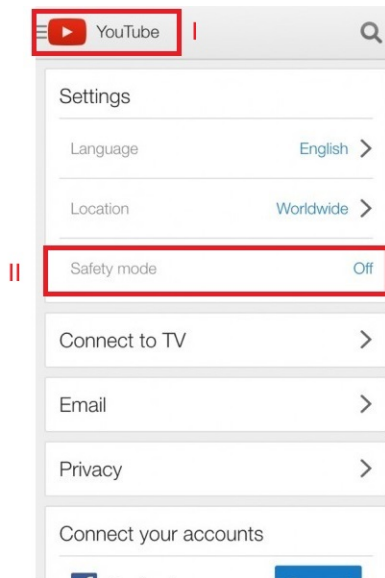 YouTube I
Settings
Language English
Location Worldwide
II Safety mode Off
Connect to TV
Email
Privacy
Connect your accounts